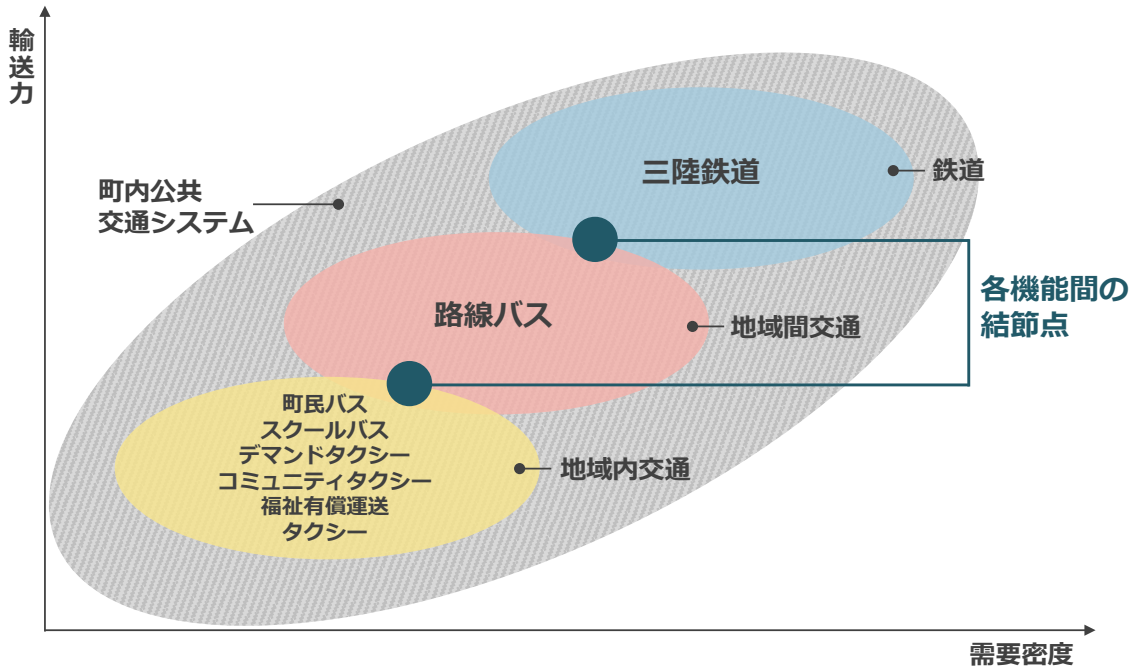 輸送力
三陸鉄道
鉄道
町内公共
交通システム
各機能間の
結節点
路線バス
地域間交通
町民バス
スクールバス
デマンドタクシー
コミュニティタクシー
福祉有償運送
タクシー
地域内交通
需要密度